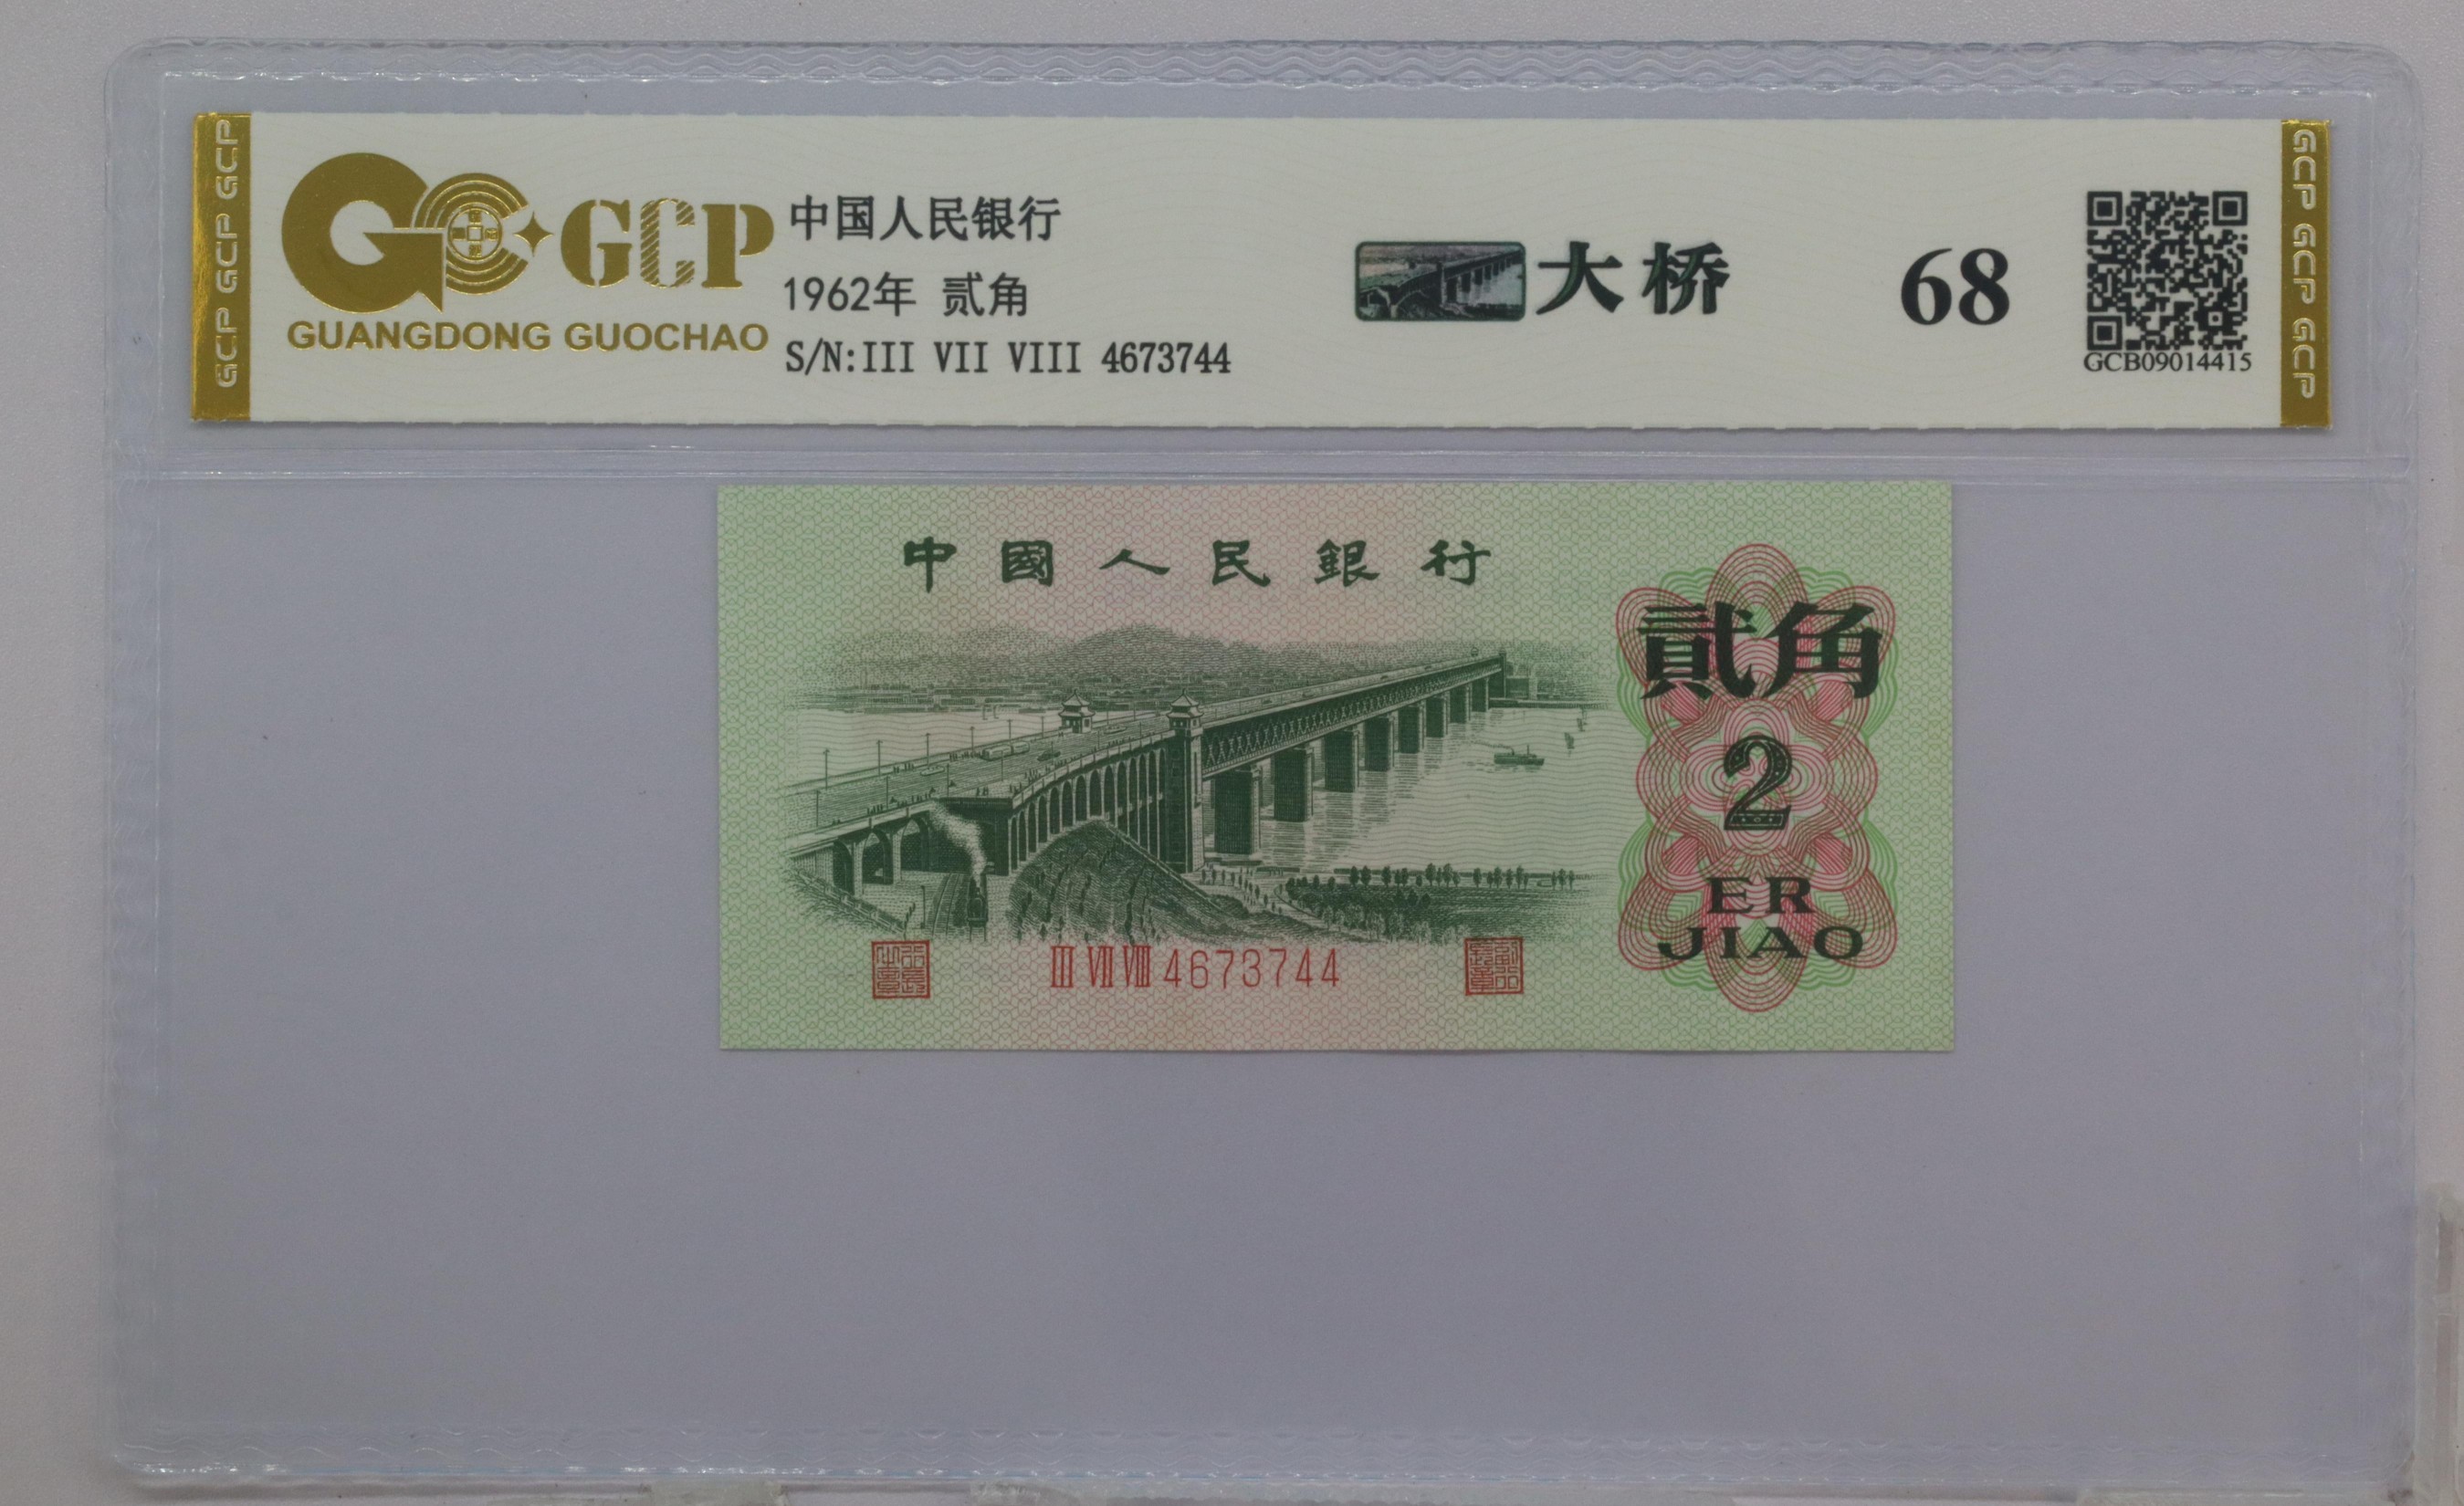 GCP GCP GCP
GCP
GUANGDONG GUOCHAO
中国人民银行
1962年 贰角
S/N:III VII VIII 4673744
大桥
68
GCB09014415
GCP GCP GCP
中國人民銀行
貳角
2
ER
JIAO
III VII VIII 4673744